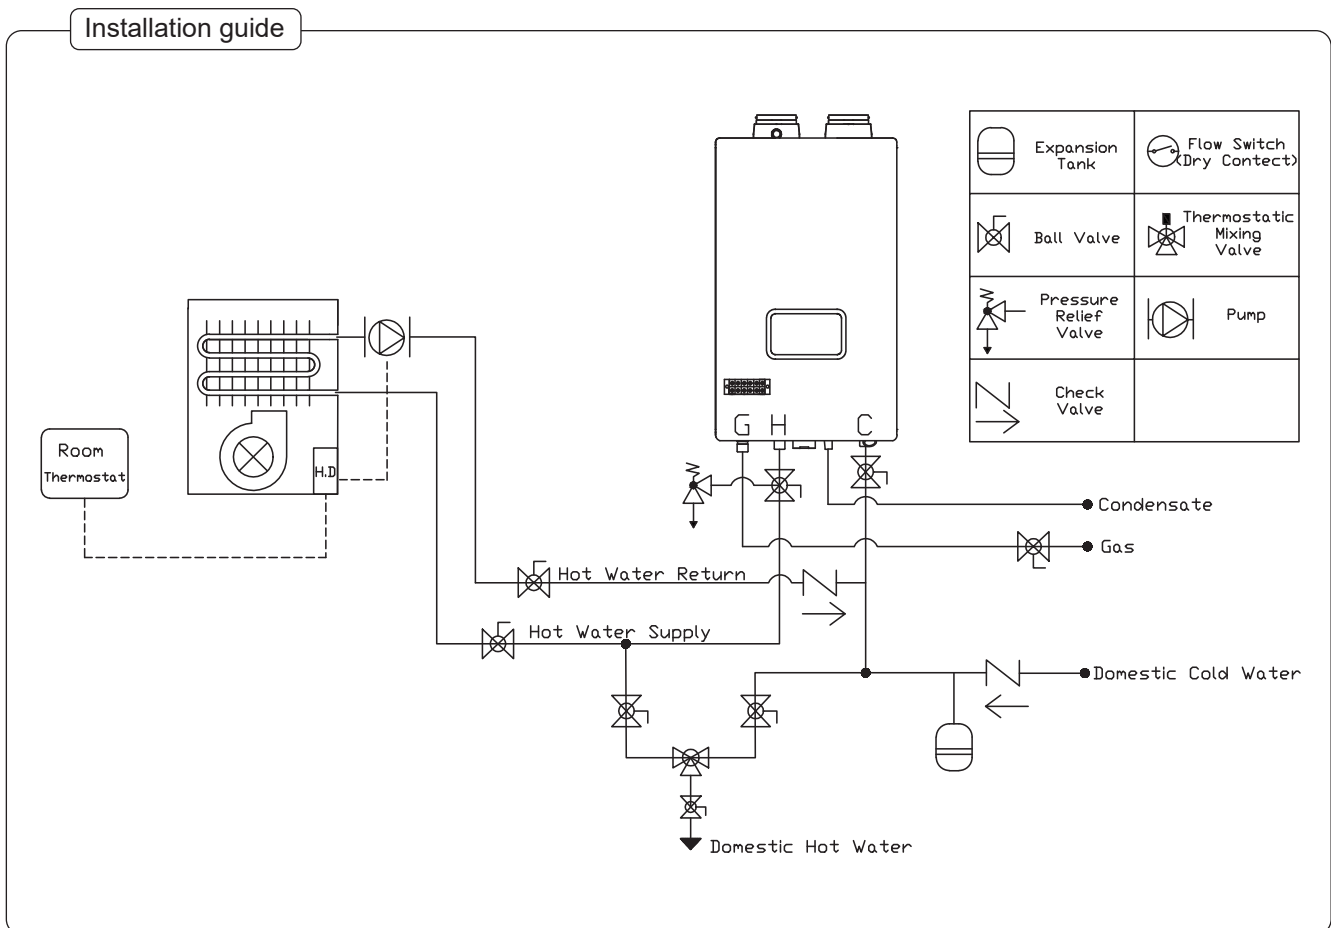 Installation guide
Expansion
Tank
Flow Switch
(Dry Contect)
Ball Valve
Thermostatic
Mixing
Valve
Pressure
Relief
Valve
Pump
Check
Valve
G H C
Room
Thermostat
H.D
Condensate
Gas
Hot Water Return
Hot Water Supply
Domestic Cold Water
Domestic Hot Water